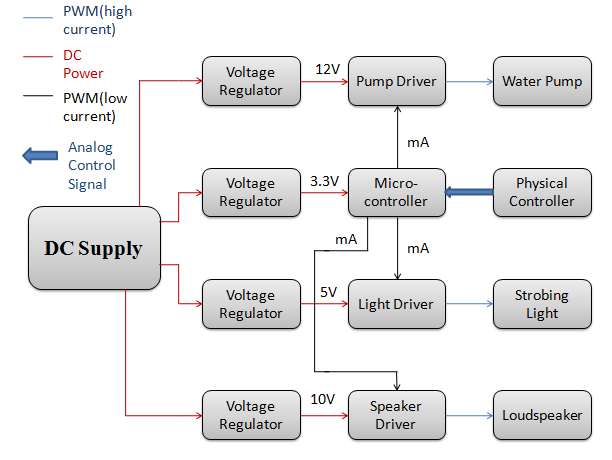 PWM(high
current)
DC
Power
PWM(low
current)
Analog
Control
Signal
Voltage
Regulator
12V
Pump Driver
Water Pump
mA
Voltage
Regulator
3.3V
Micro-
controller
Physical
Controller
DC Supply
mA
mA
Voltage
Regulator
5V
Light Driver
Strobing
Light
Voltage
Regulator
10V
Speaker
Driver
Loudspeaker